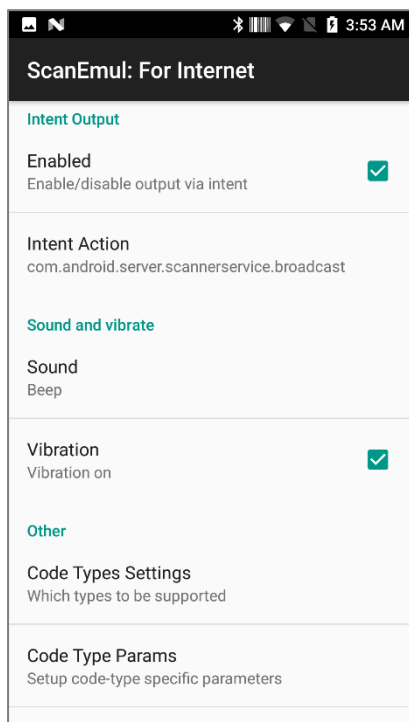 3:53 AM
ScanEmul: For Internet
Intent Output
Enabled
Enable/disable output via intent
Intent Action
com.android.server.scannerservice.broadcast
Sound and vibrate
Sound
Beep
Vibration
Vibration on
Other
Code Types Settings
Which types to be supported
Code Type Params
Setup code-type specific parameters